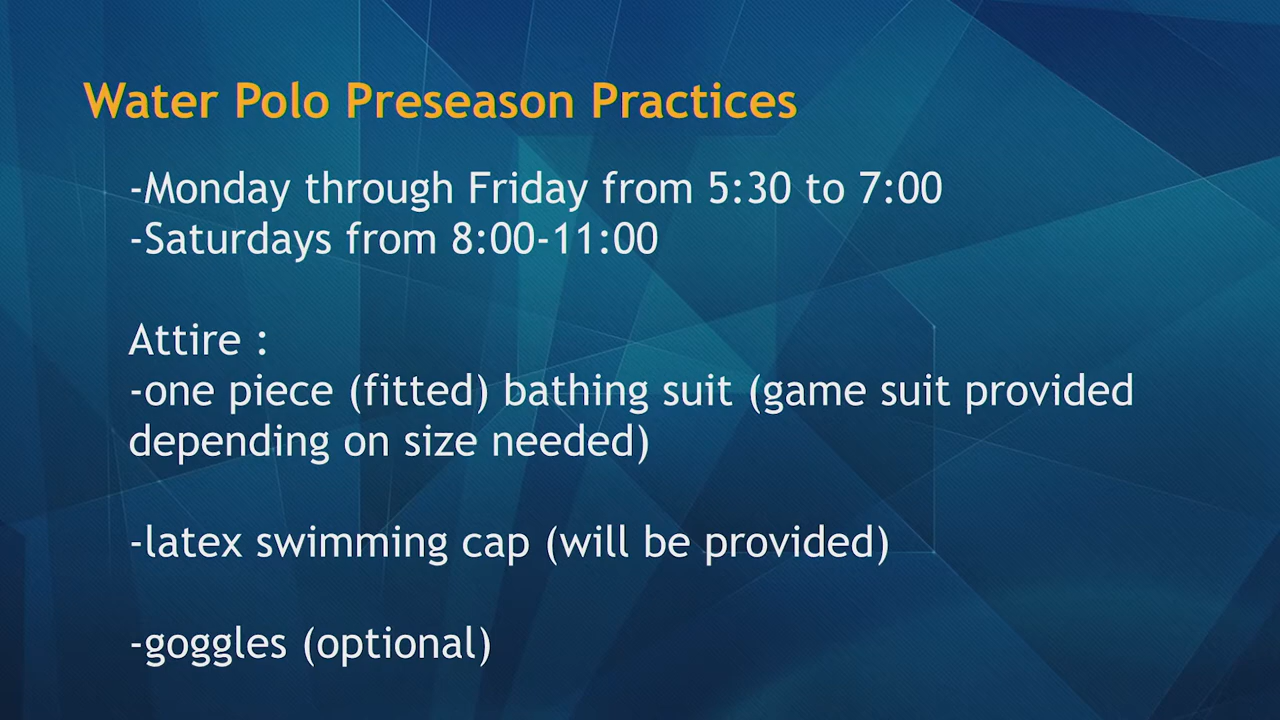 Water Polo Preseason Practices
-Monday through Friday from 5:30 to 7:00
-Saturdays from 8:00-11:00
Attire :
-one piece (fitted) bathing suit (game suit provided
depending on size needed)
-latex swimming cap (will be provided)
-goggles (optional)